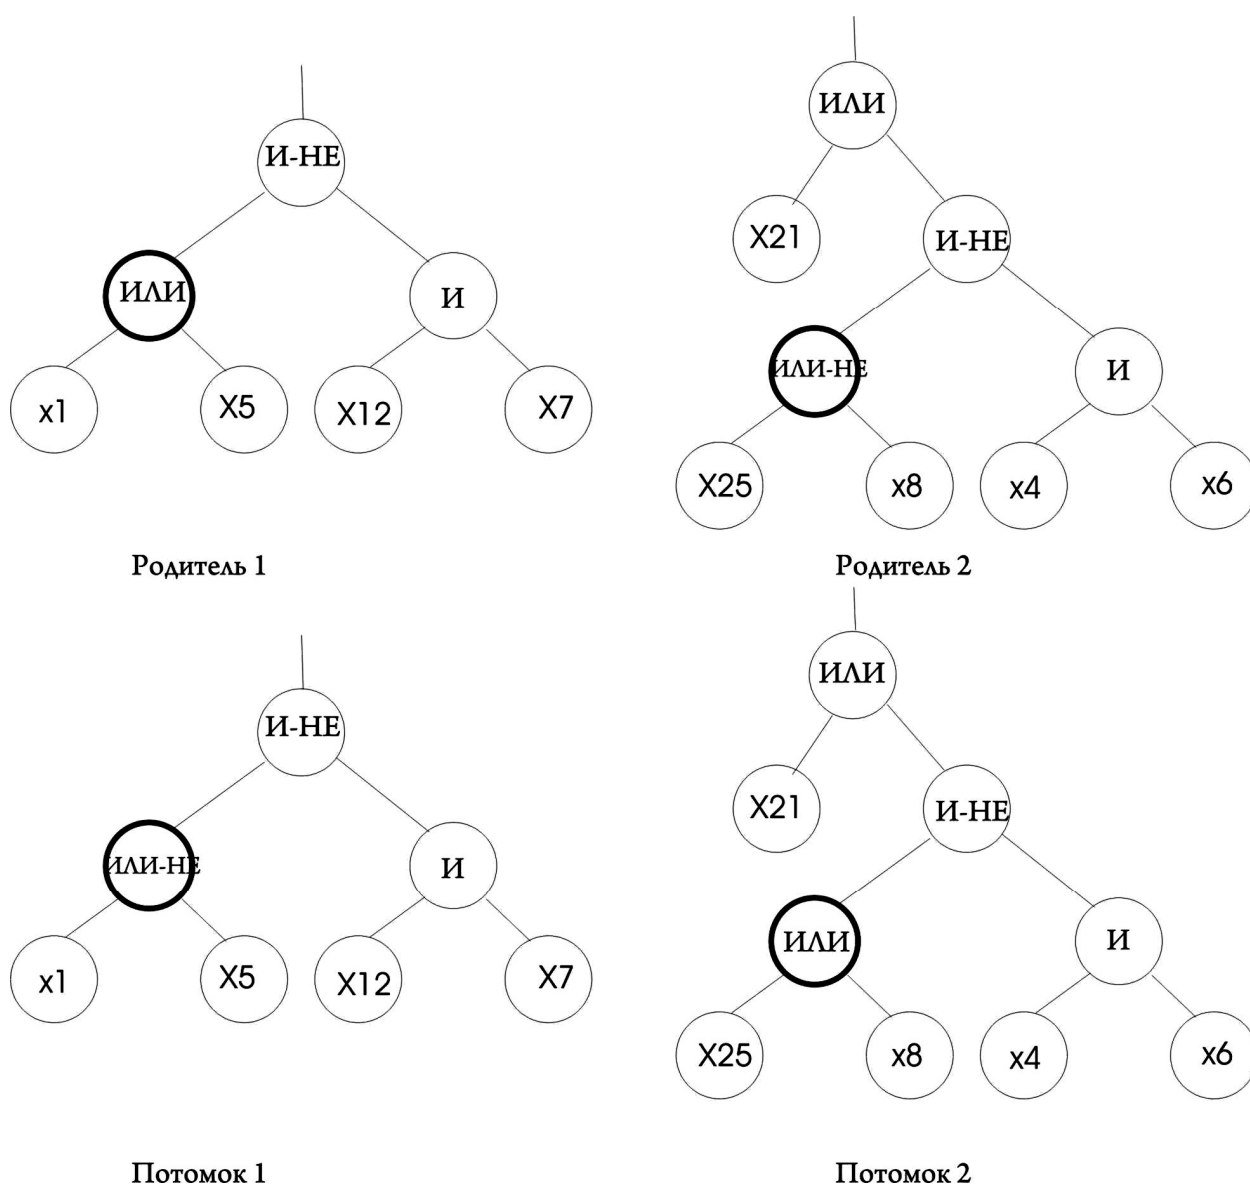 И-НЕ
ИЛИ
И
x1
X5
X12
X7
Родитель 1
ИЛИ
X21
И-НЕ
ИЛИ-НЕ
И
X25
x8
x4
x6
Родитель 2
И-НЕ
ИЛИ-НЕ
И
x1
X5
X12
X7
Потомок 1
ИЛИ
X21
И-НЕ
ИЛИ
И
X25
x8
x4
x6
Потомок 2